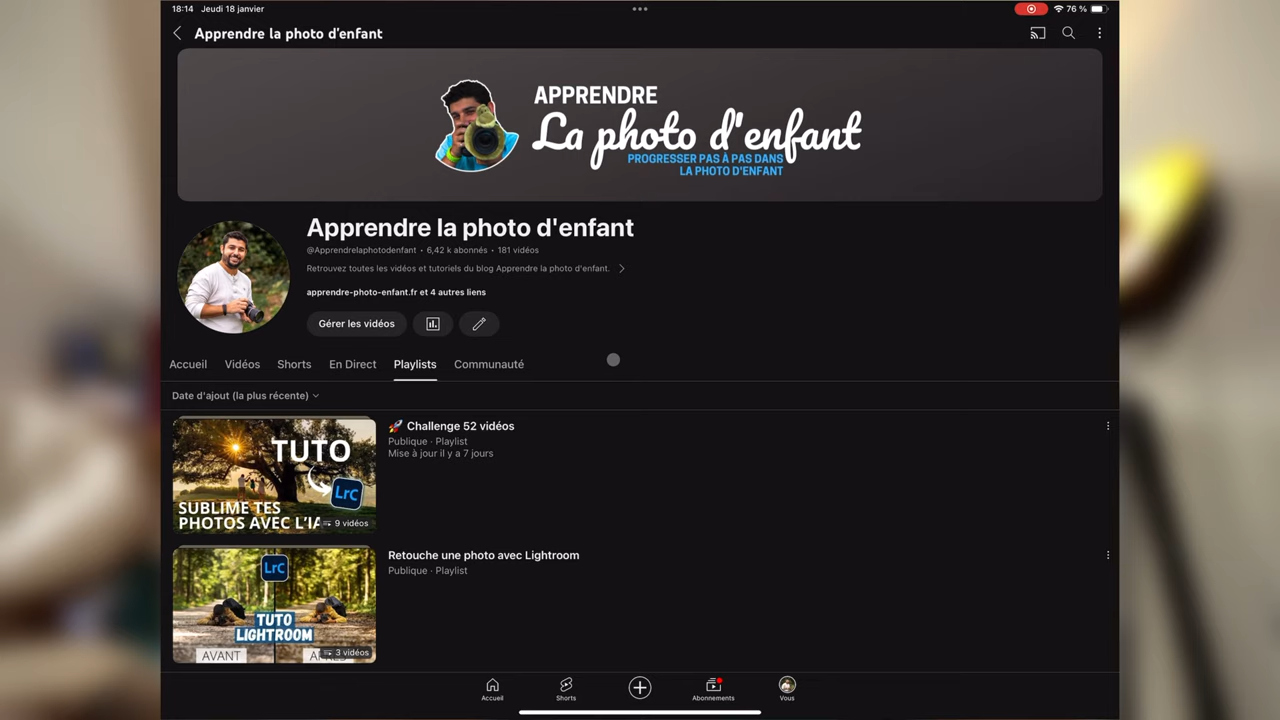 18:14 Jeudi 18 janvier
76 %
Apprendre la photo d'enfant
APPRENDRE
La photo d'enfant
PROGRESSER PAS À PAS DANS
LA PHOTO D'ENFANT
Apprendre la photo d'enfant
@Apprendrelaphotodenfant • 6,42 k abonnés • 181 vidéos
Retrouvez toutes les vidéos et tutoriels du blog Apprendre la photo d'enfant.
apprendre-photo-enfant.fr et 4 autres liens
Gérer les vidéos
Accueil Vidéos Shorts En Direct Playlists Communauté
Date d'ajout (la plus récente)
TUTO
LrC
SUBLIME TES
PHOTOS AVEC L'IA
9 vidéos
🚀 Challenge 52 vidéos
Publique · Playlist
Mise à jour il y a 7 jours
LrC
TUTO
LIGHTROOM
AVANT
APRÈS
3 vidéos
Retouche une photo avec Lightroom
Publique · Playlist
Accueil Shorts Abonnements Vous